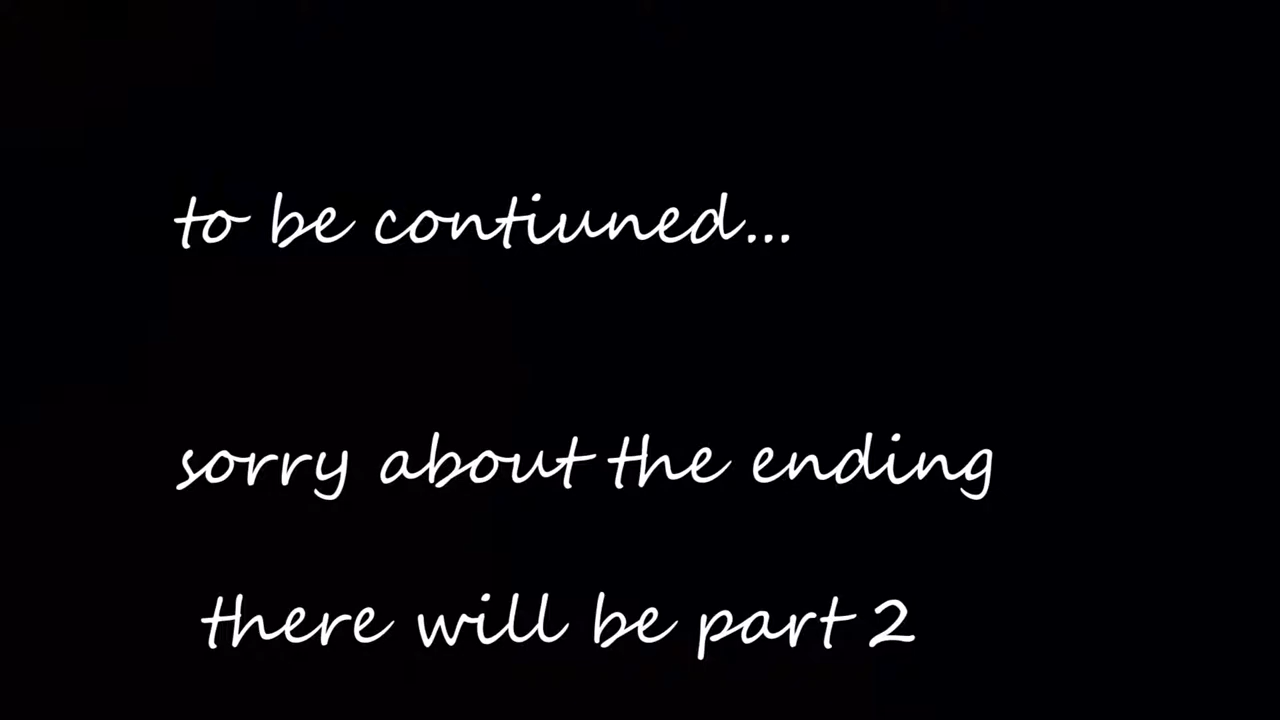 to be contiuned...
sorry about the ending
there will be part 2